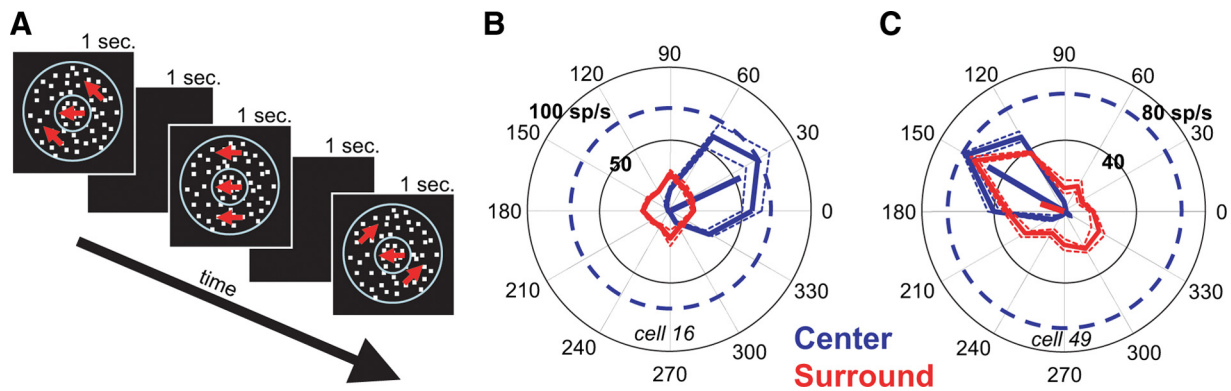 A
1 sec.
1 sec.
1 sec.
1 sec.
1 sec.
time
B
90
120
60
100 sp/s
150
30
50
180
0
210
330
cell 16
240
300
270
Center
Surround
C
90
120
60
80 sp/s
150
30
40
180
0
210
330
cell 49
240
300
270